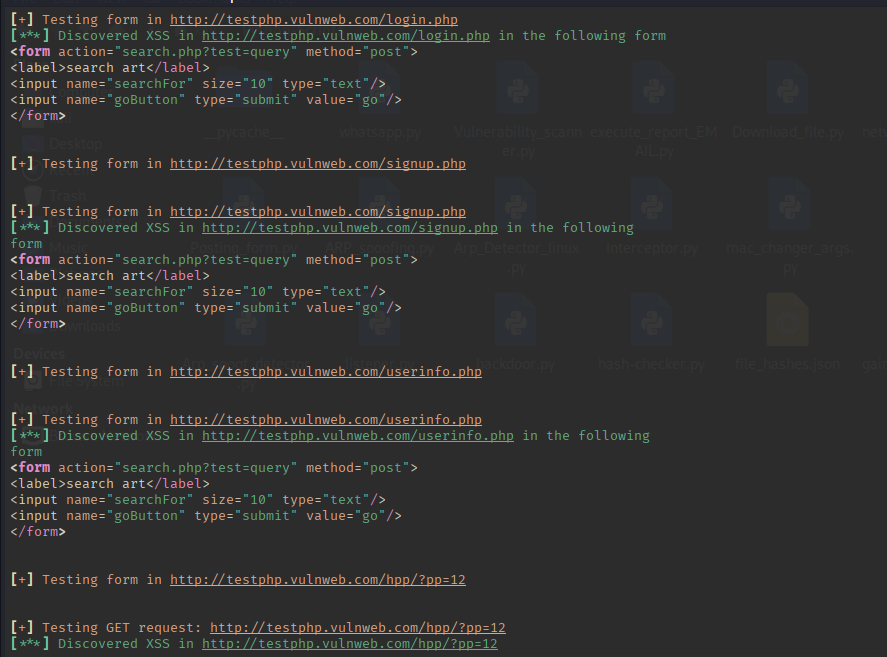 [+] Testing form in http://testphp.vulnweb.com/login.php
[***] Discovered XSS in http://testphp.vulnweb.com/login.php in the following form
<form action="search.php?test=query" method="post">
<label>search art</label>
<input name="searchFor" size="10" type="text"/>
<input name="goButton" type="submit" value="go"/>
</form>
[+] Testing form in http://testphp.vulnweb.com/signup.php
[+] Testing form in http://testphp.vulnweb.com/signup.php
[***] Discovered XSS in http://testphp.vulnweb.com/signup.php in the following
form
<form action="search.php?test=query" method="post">
<label>search art</label>
<input name="searchFor" size="10" type="text"/>
<input name="goButton" type="submit" value="go"/>
</form>
[+] Testing form in http://testphp.vulnweb.com/userinfo.php
[+] Testing form in http://testphp.vulnweb.com/userinfo.php
[***] Discovered XSS in http://testphp.vulnweb.com/userinfo.php in the following
form
<form action="search.php?test=query" method="post">
<label>search art</label>
<input name="searchFor" size="10" type="text"/>
<input name="goButton" type="submit" value="go"/>
</form>
[+] Testing form in http://testphp.vulnweb.com/hpp/?pp=12
[+] Testing GET request: http://testphp.vulnweb.com/hpp/?pp=12
[***] Discovered XSS in http://testphp.vulnweb.com/hpp/?pp=12
__pycache__
whatsapp.py
Vulnerability_scann
er.py
execute_report_EM
AIL.py
Download_file.py
Desktop
Trash
Music
Posting_form.py
ARP-spoofing.py
Arp_Detector_linux
.py
Interceptor.py
mac_changer_args.
py
Devices
File System
Network
listener.py
backdoor.py
hash-checker.py
file_hashes.json